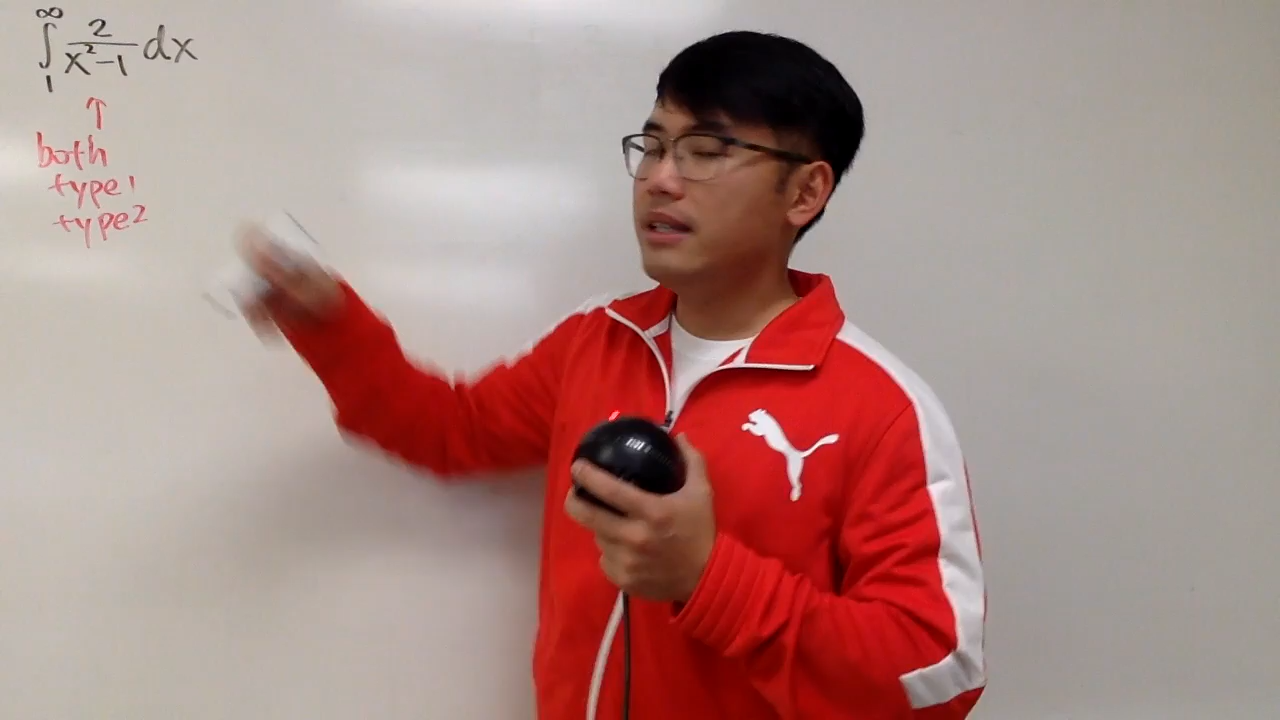 ∫₁^∞ 2/(x²-1) dx
↑
both
type 1
type 2